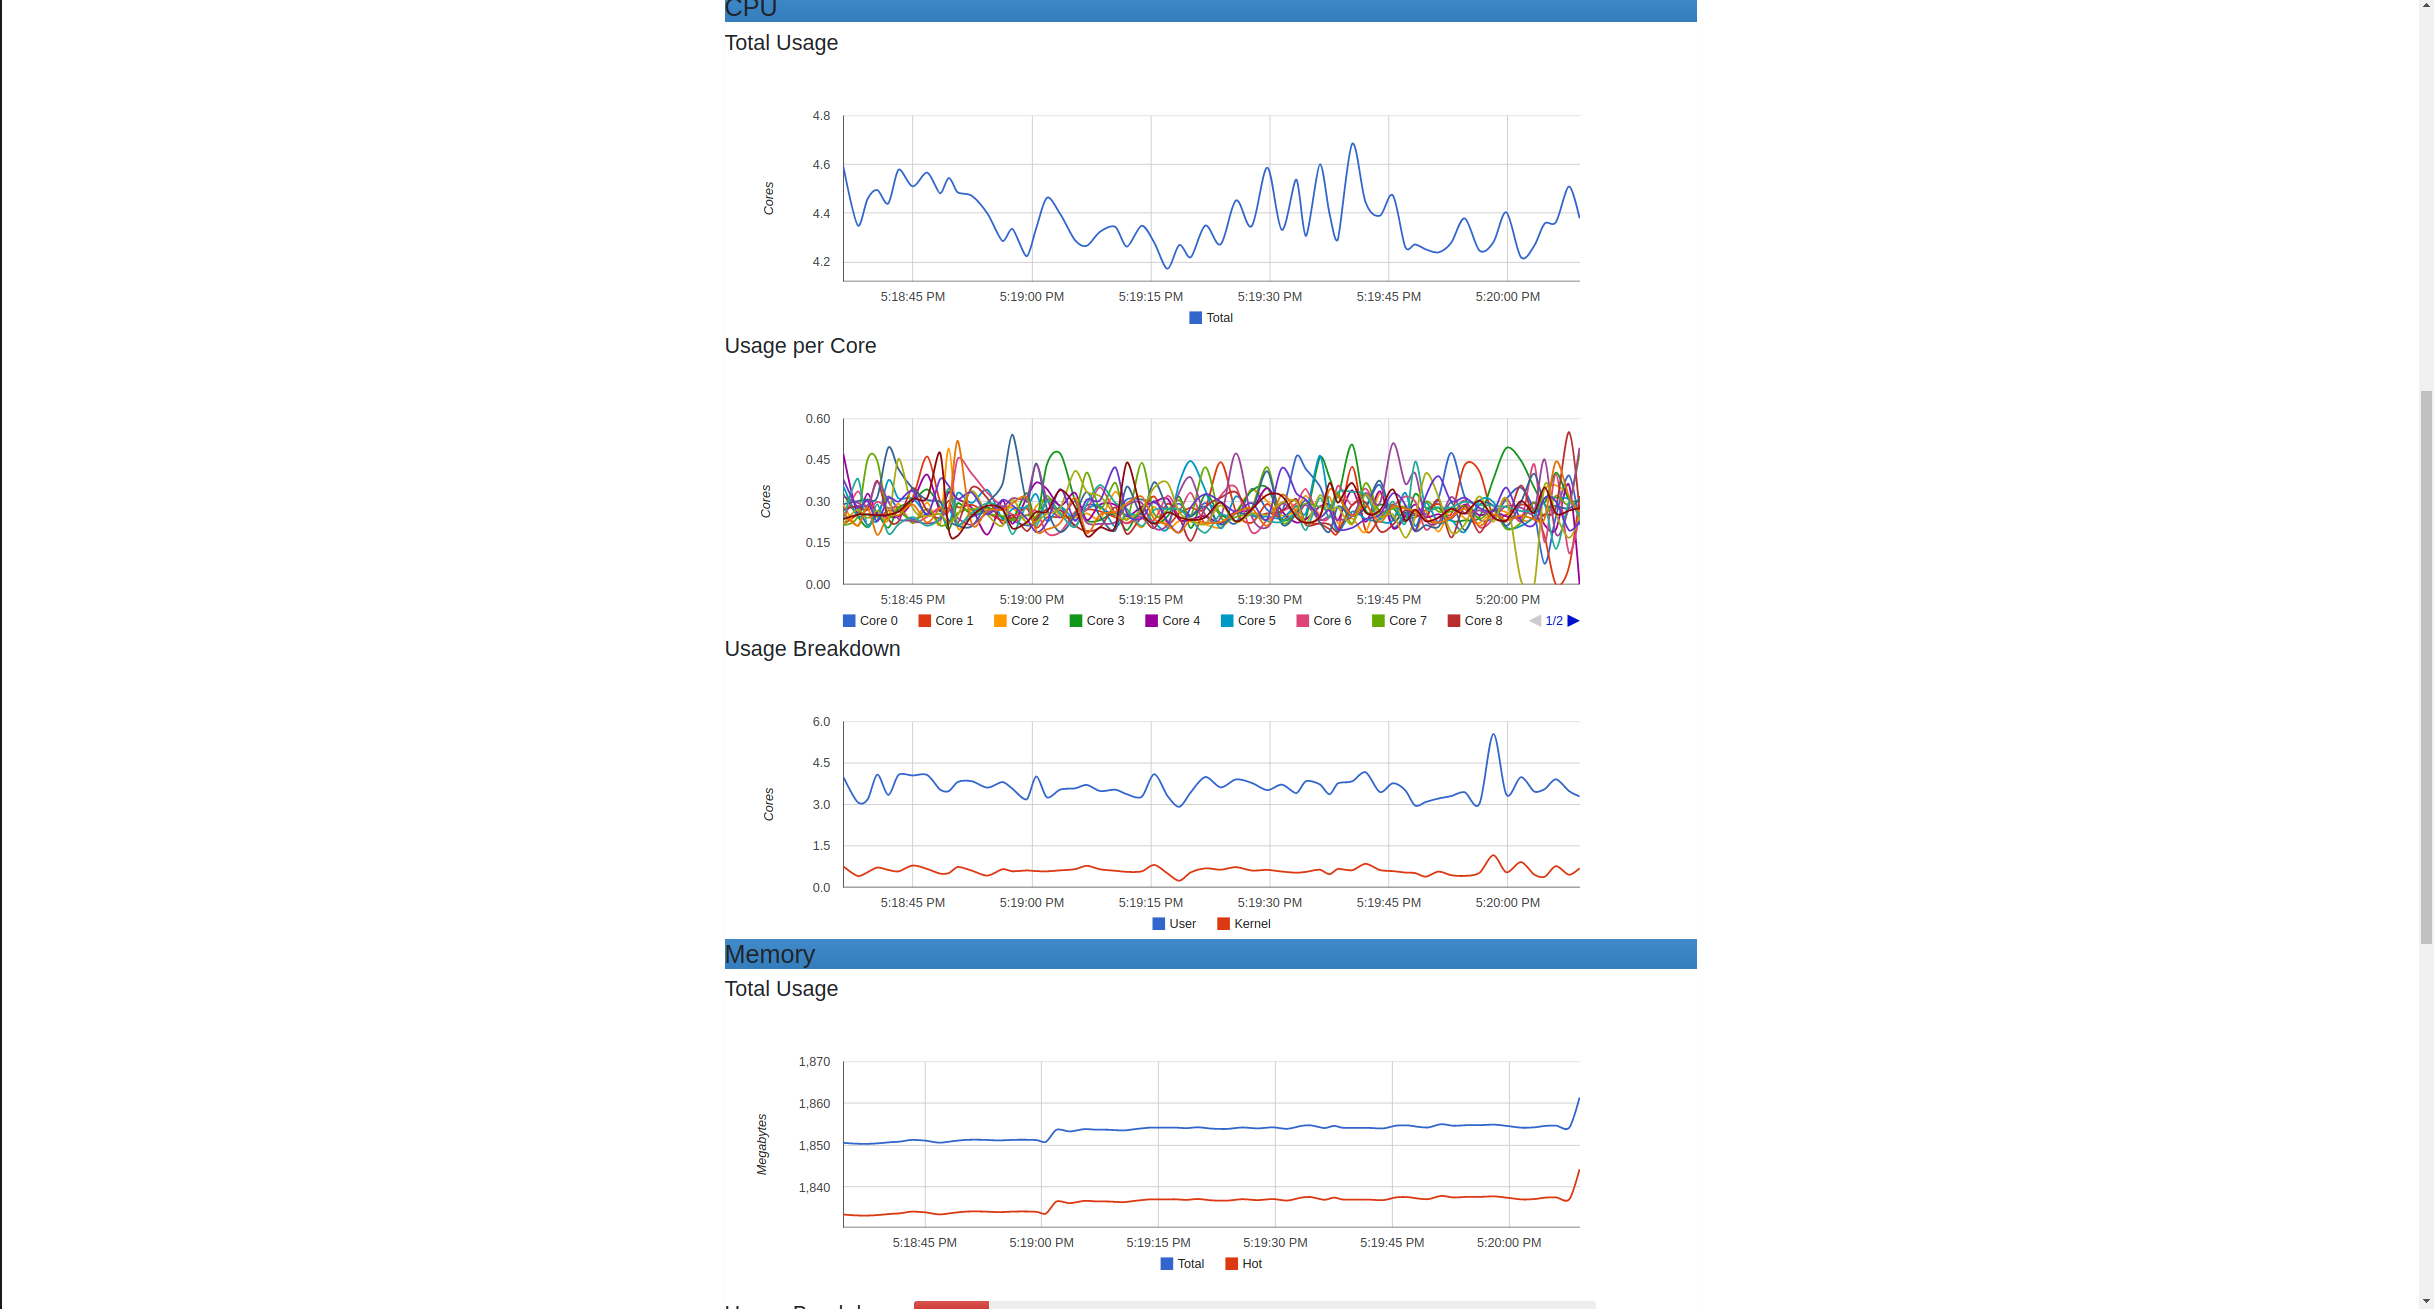 CPU
Total Usage
4.8
4.6
4.4
4.2
Cores
5:18:45 PM 5:19:00 PM 5:19:15 PM 5:19:30 PM 5:19:45 PM 5:20:00 PM
Total
Usage per Core
0.60
0.45
0.30
0.15
0.00
Cores
5:18:45 PM 5:19:00 PM 5:19:15 PM 5:19:30 PM 5:19:45 PM 5:20:00 PM
Core 0 Core 1 Core 2 Core 3 Core 4 Core 5 Core 6 Core 7 Core 8 1/2
Usage Breakdown
6.0
4.5
3.0
1.5
0.0
Cores
5:18:45 PM 5:19:00 PM 5:19:15 PM 5:19:30 PM 5:19:45 PM 5:20:00 PM
User Kernel
Memory
Total Usage
1,870
1,860
1,850
1,840
Megabytes
5:18:45 PM 5:19:00 PM 5:19:15 PM 5:19:30 PM 5:19:45 PM 5:20:00 PM
Total Hot